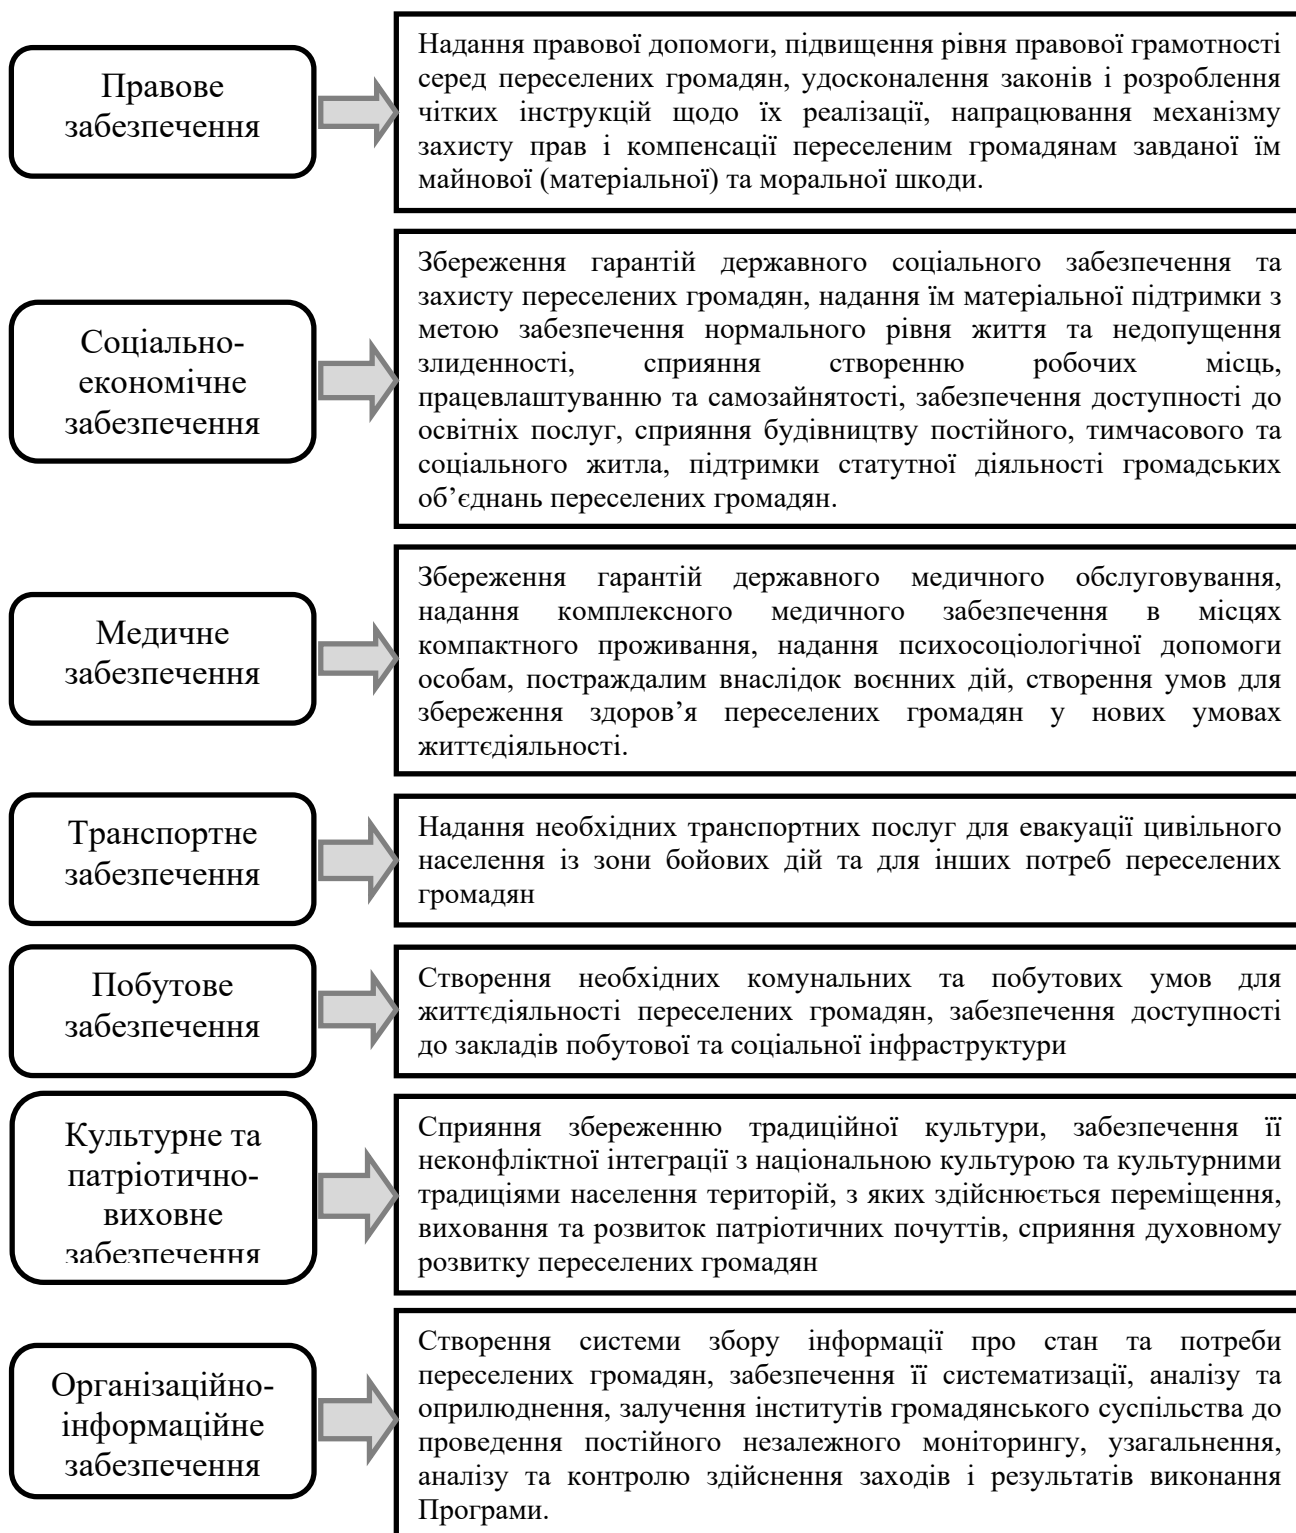 Правове
забезпечення
Надання правової допомоги, підвищення рівня правової грамотності
серед переселених громадян, удосконалення законів і розроблення
чітких інструкцій щодо їх реалізації, напрацювання механізму
захисту прав і компенсації переселеним громадянам завданої їм
майнової (матеріальної) та моральної шкоди.
Соціально-
економічне
забезпечення
Збереження гарантій державного соціального забезпечення та
захисту переселених громадян, надання їм матеріальної підтримки з
метою забезпечення нормального рівня життя та недопущення
злиденності, сприяння створенню робочих місць,
працевлаштуванню та самозайнятості, забезпечення доступності до
освітніх послуг, сприяння будівництву постійного, тимчасового та
соціального житла, підтримки статутної діяльності громадських
об’єднань переселених громадян.
Медичне
забезпечення
Збереження гарантій державного медичного обслуговування,
надання комплексного медичного забезпечення в місцях
компактного проживання, надання психосоціологічної допомоги
особам, постраждалим внаслідок воєнних дій, створення умов для
збереження здоров’я переселених громадян у нових умовах
життєдіяльності.
Транспортне
забезпечення
Надання необхідних транспортних послуг для евакуації цивільного
населення із зони бойових дій та для інших потреб переселених
громадян
Побутове
забезпечення
Створення необхідних комунальних та побутових умов для
життєдіяльності переселених громадян, забезпечення доступності
до закладів побутової та соціальної інфраструктури
Культурне та
патріотично-
виховне
забезпечення
Сприяння збереженню традиційної культури, забезпечення її
неконфліктної інтеграції з національною культурою та культурними
традиціями населення територій, з яких здійснюється переміщення,
виховання та розвиток патріотичних почуттів, сприяння духовному
розвитку переселених громадян
Організаційно-
інформаційне
забезпечення
Створення системи збору інформації про стан та потреби
переселених громадян, забезпечення її систематизації, аналізу та
оприлюднення, залучення інститутів громадянського суспільства до
проведення постійного незалежного моніторингу, узагальнення,
аналізу та контролю здійснення заходів і результатів виконання
Програми.